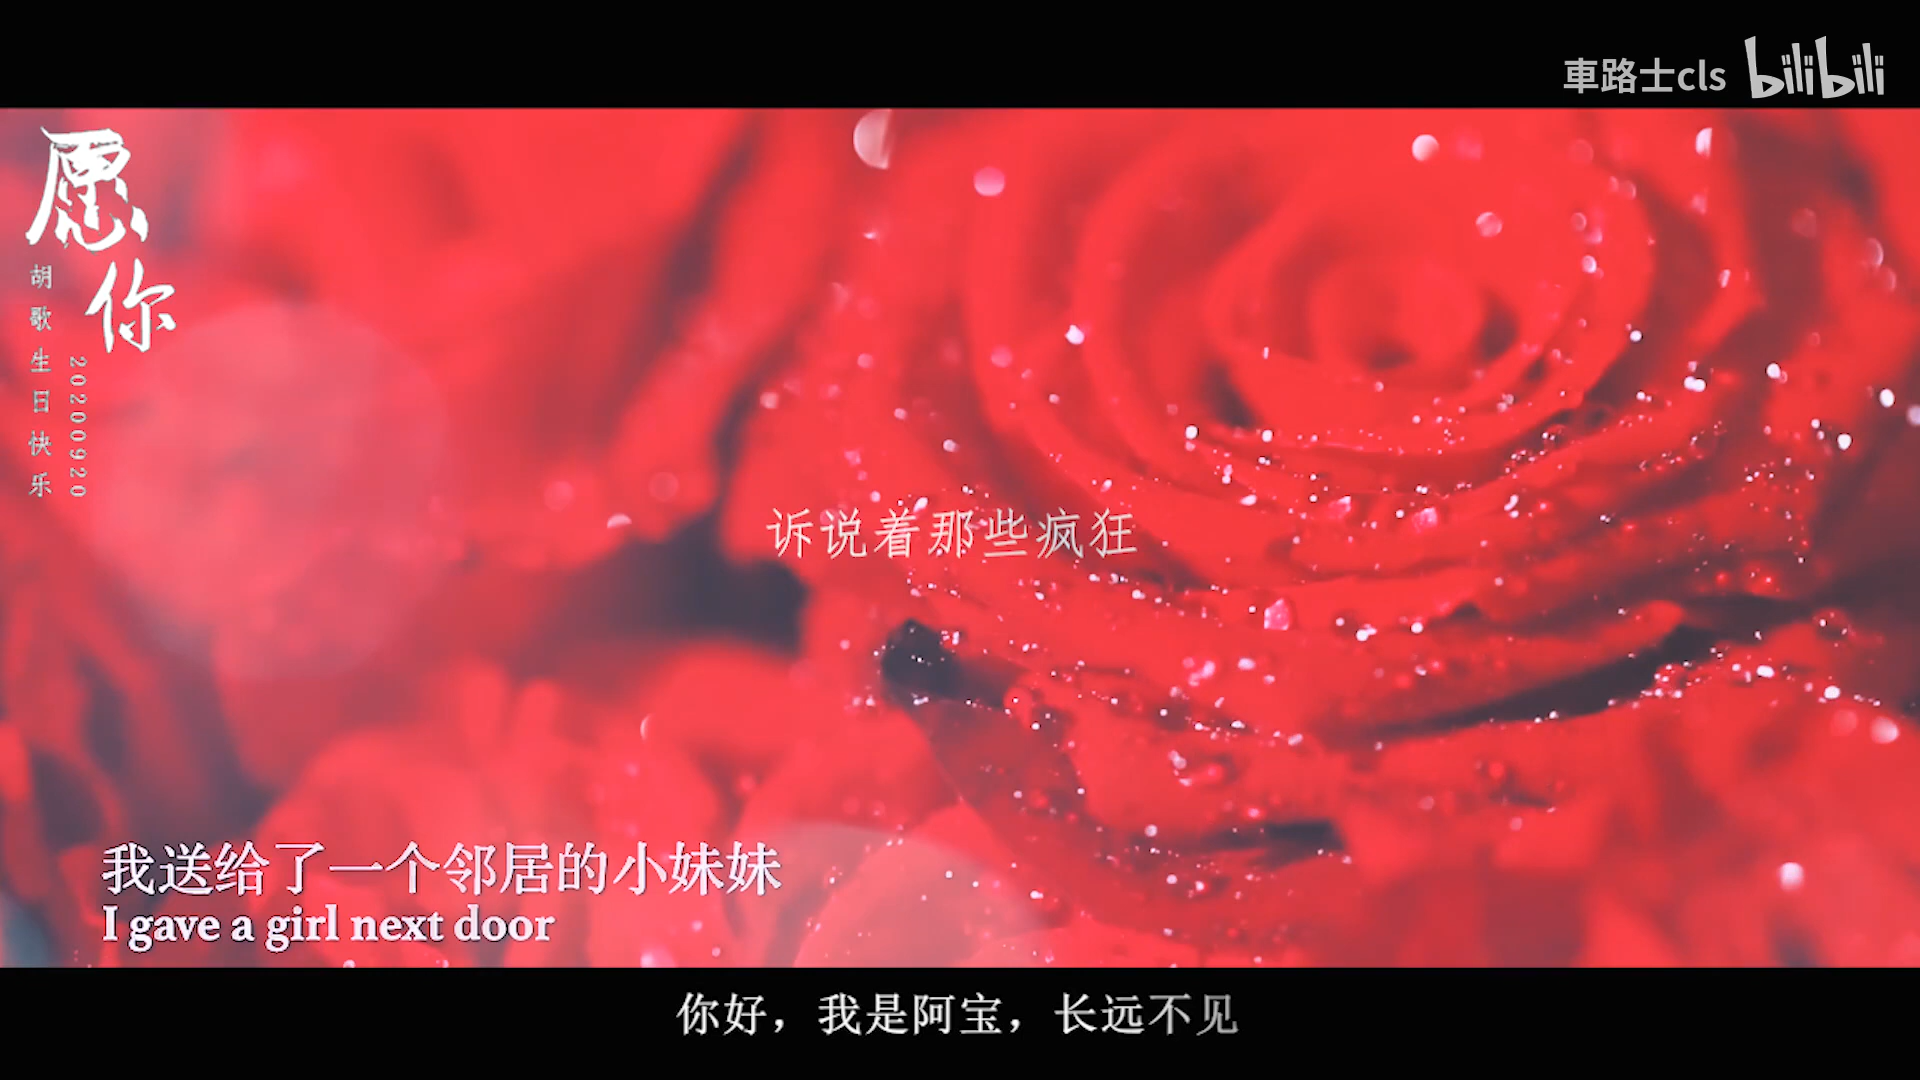 車路士cls bilibili
愿你
胡歌生日快乐
20200920
诉说着那些疯狂
我送给了一个邻居的小妹妹
I gave a girl next door
你好，我是阿宝，长远不见